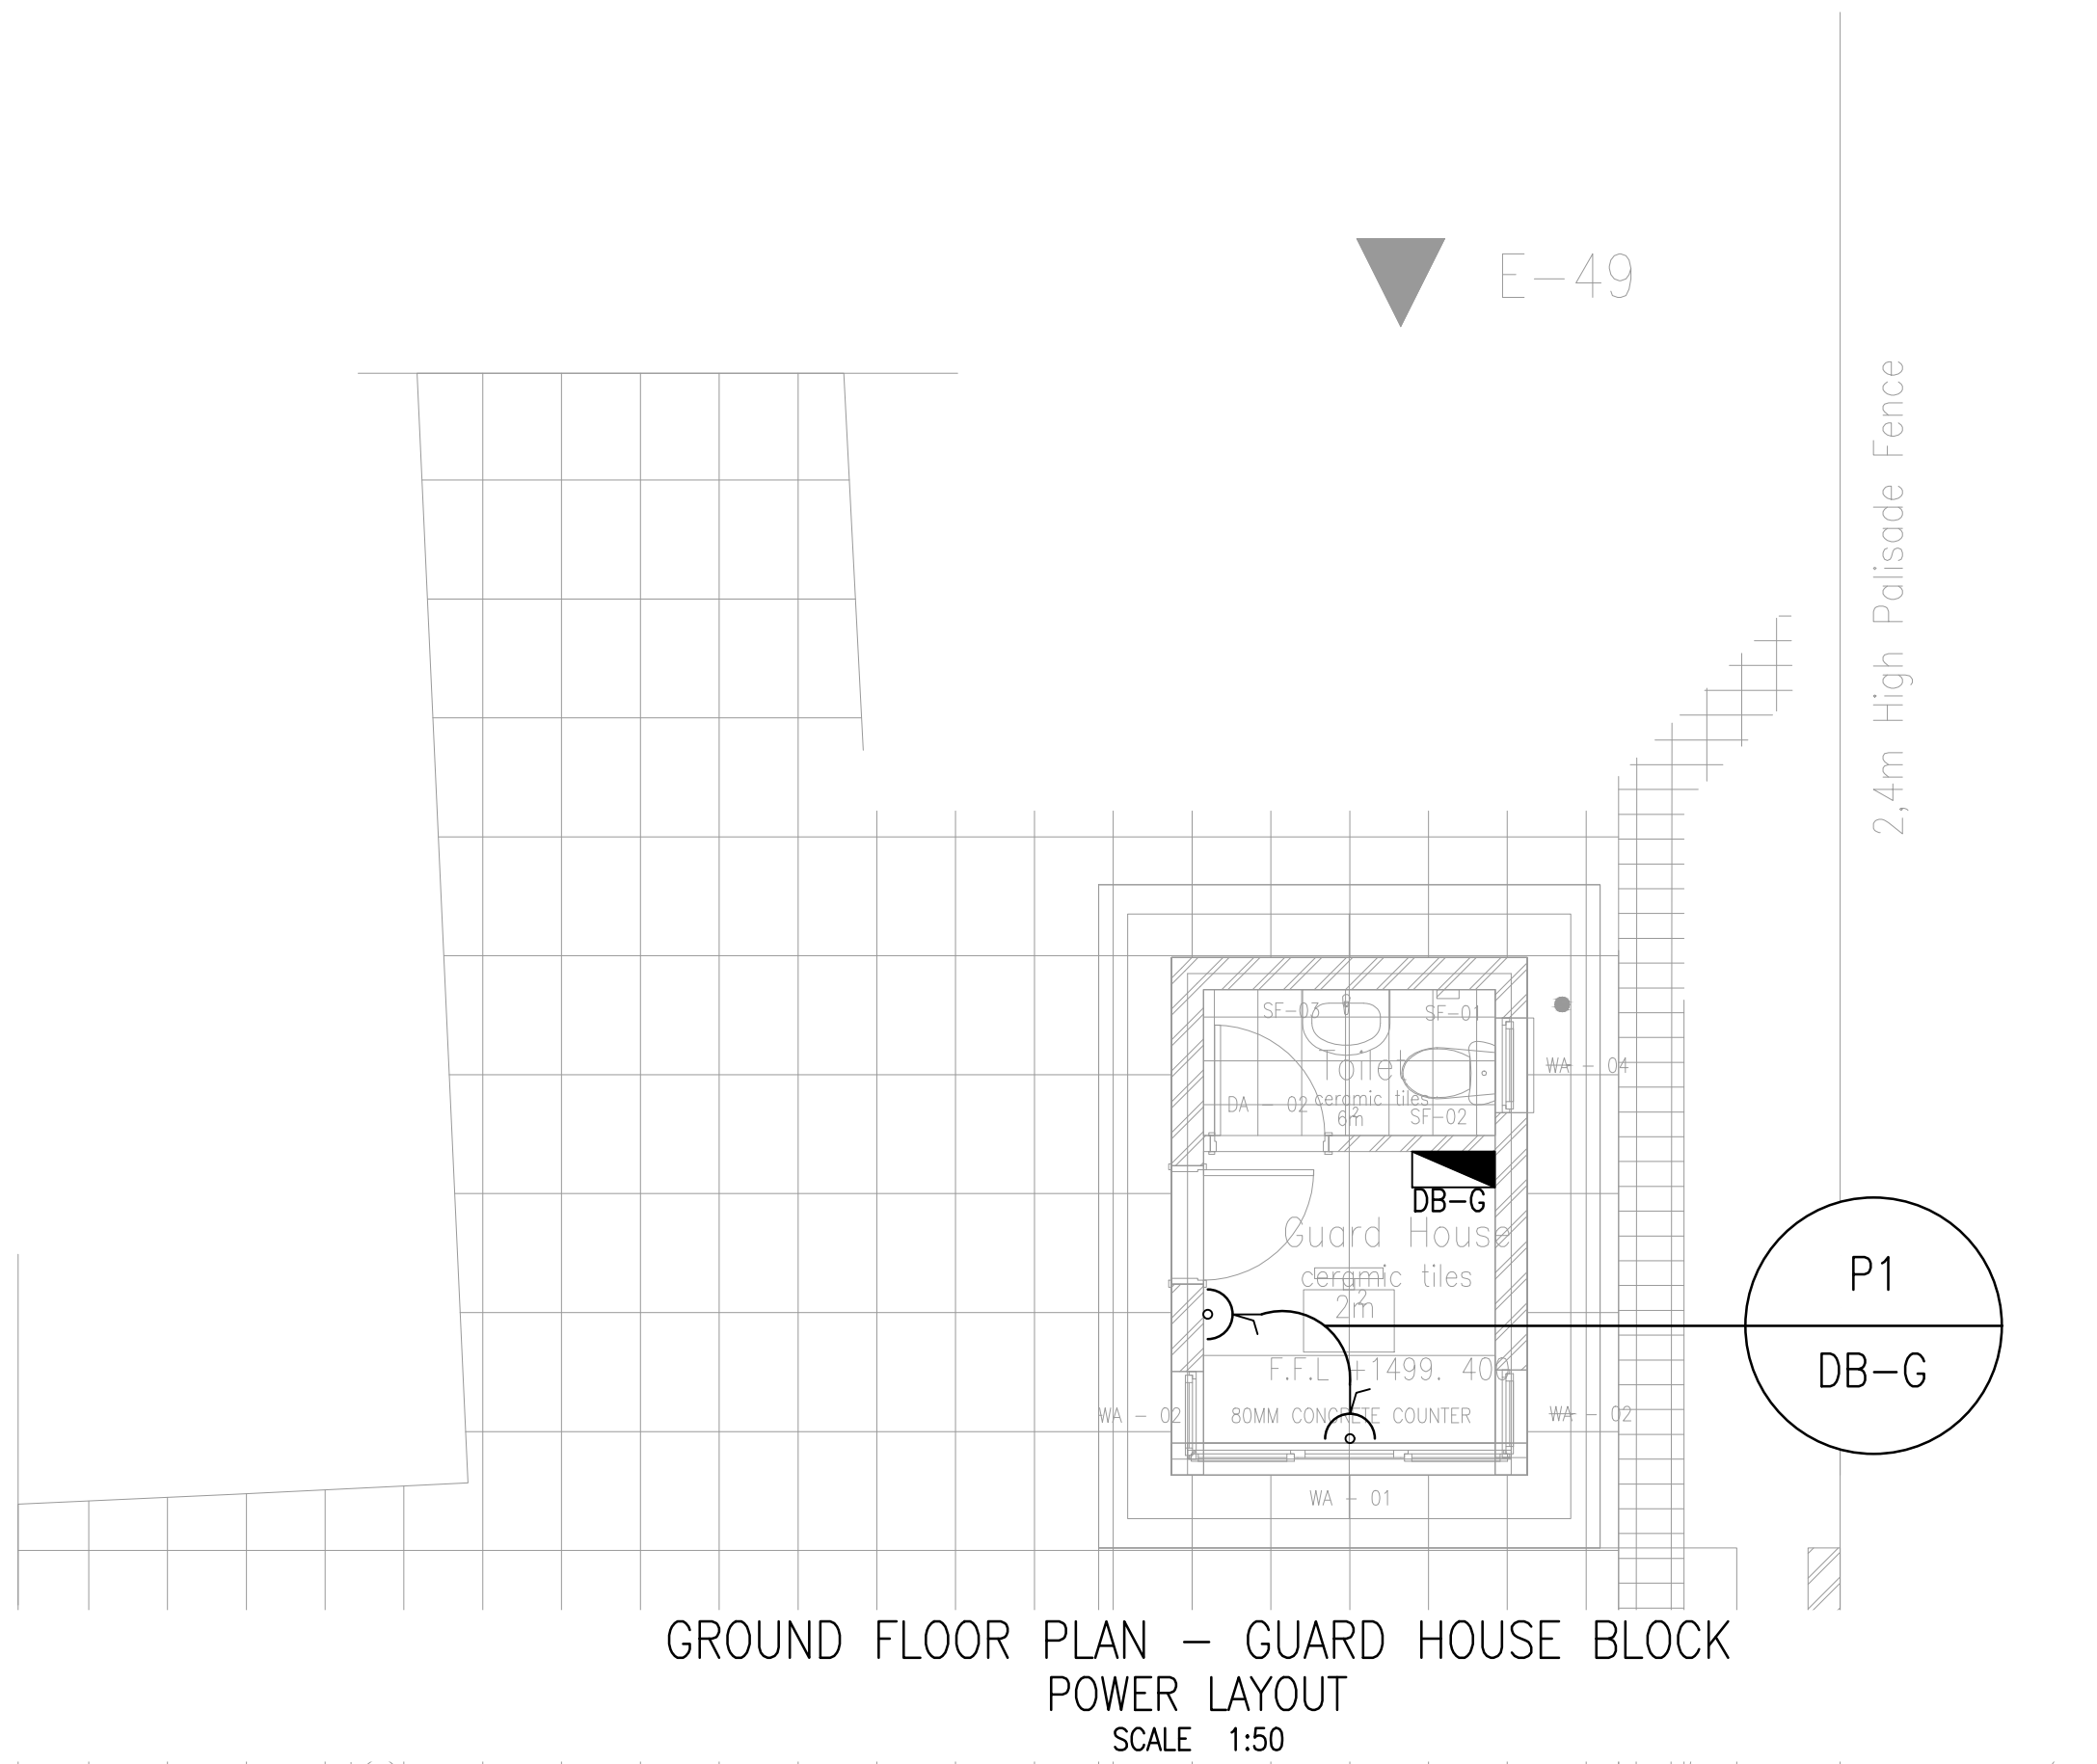 E-49
2,4m High Palisade Fence
SF-03
SF-01
WA - 04
Toilet
DA - 02
ceramic tiles
6m2
SF-02
DB-G
Guard House
ceramic tiles
2m2
P1
DB-G
F.F.L +1499. 400
WA - 02
80MM CONCRETE COUNTER
WA - 02
WA - 01
GROUND FLOOR PLAN - GUARD HOUSE BLOCK
POWER LAYOUT
SCALE 1:50